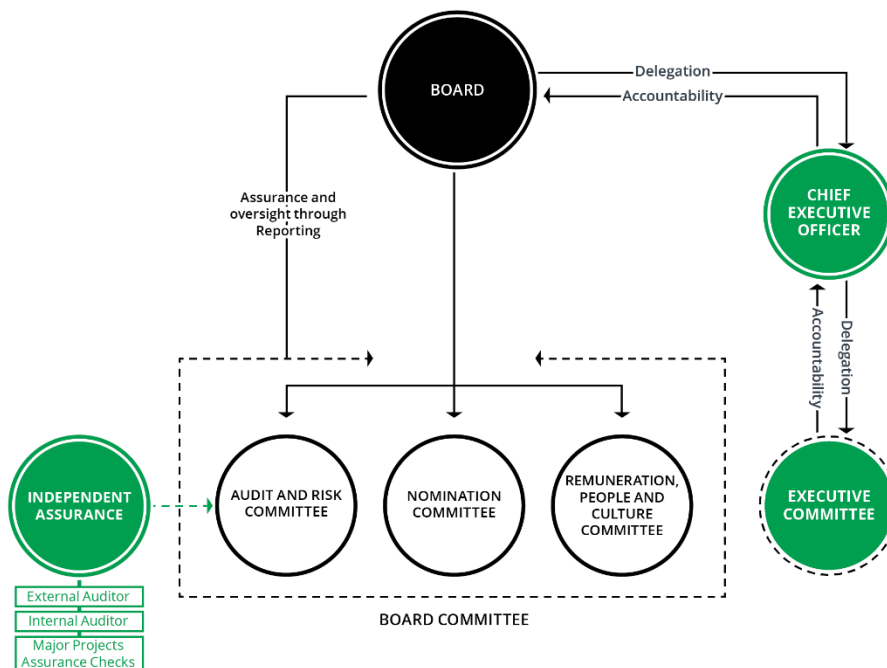 BOARD
Delegation
Accountability
Assurance and
oversight through
Reporting
CHIEF
EXECUTIVE
OFFICER
Accountability
Delegation
INDEPENDENT
ASSURANCE
AUDIT AND RISK
COMMITTEE
NOMINATION
COMMITTEE
REMUNERATION,
PEOPLE AND
CULTURE
COMMITTEE
EXECUTIVE
COMMITTEE
External Auditor
Internal Auditor
Major Projects
Assurance Checks
BOARD COMMITTEE